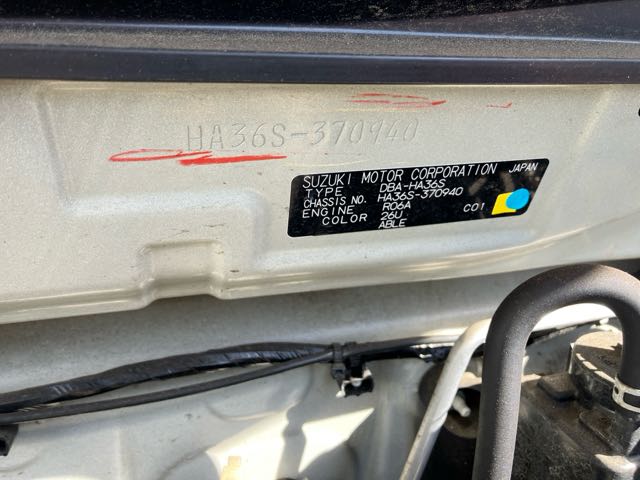 HA36S-370940
SUZUKI MOTOR CORPORATION JAPAN
TYPE DBA-HA36S
CHASSIS NO. HA36S-370940
ENGINE R06A
COLOR 26U C01
ABLE